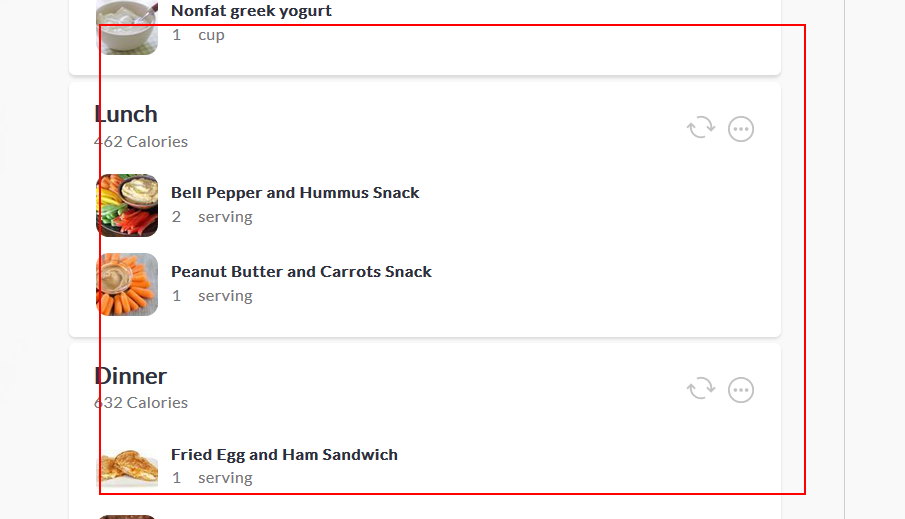 Nonfat greek yogurt
1 cup
Lunch
462 Calories
Bell Pepper and Hummus Snack
2 serving
Peanut Butter and Carrots Snack
1 serving
Dinner
632 Calories
Fried Egg and Ham Sandwich
1 serving